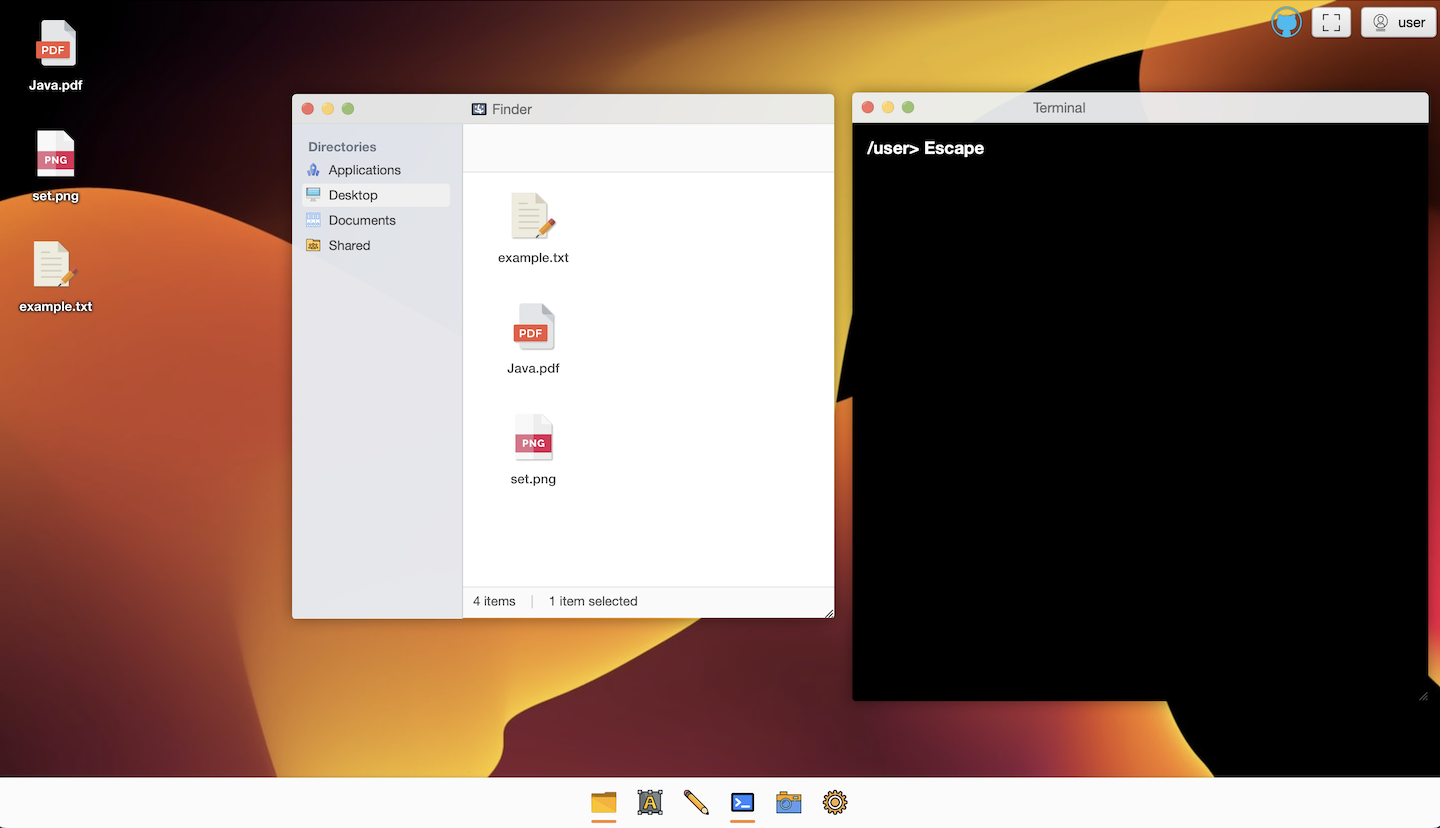 user
PDF
Java.pdf
PNG
set.png
example.txt
Finder
Directories
Applications
Desktop
Documents
Shared
example.txt
PDF
Java.pdf
PNG
set.png
4 items
1 item selected
Terminal
/user> Escape
A